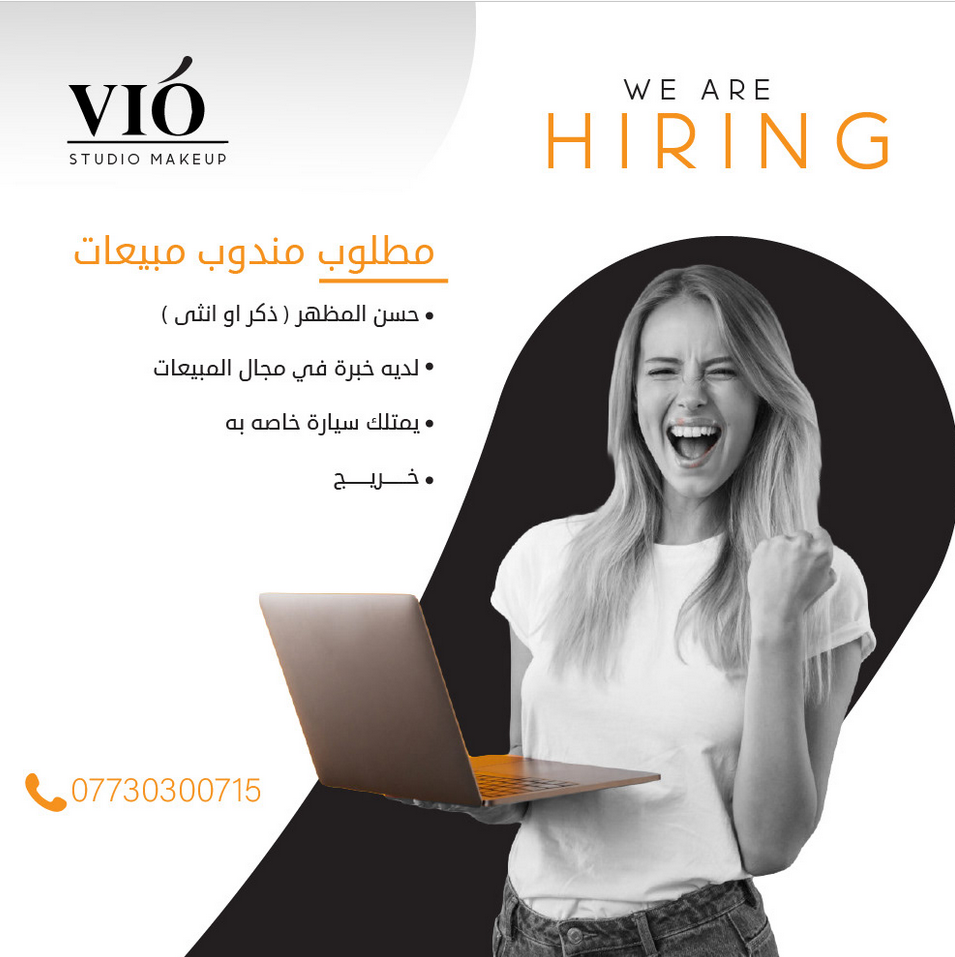 VIÓ
STUDIO MAKEUP
WE ARE
HIRING
مطلوب مندوب مبيعات
• حسن المظهر ( ذكر او انثى )
• لديه خبرة في مجال المبيعات
• يمتلك سيارة خاصه به
• خـــريـــج
07730300715